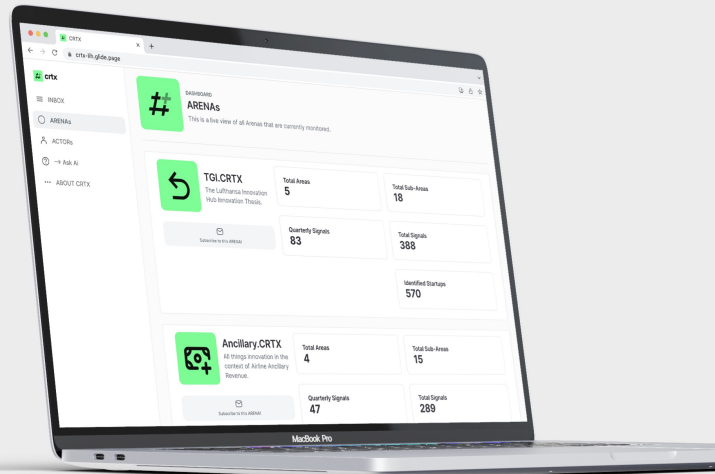 CRTX
crtx-lih.glide.page
crtx
INBOX
ARENAs
ACTORs
→ Ask Ai
ABOUT CRTX
DASHBOARD
ARENAs
This is a live view of all Arenas that are currently monitored.
TGI.CRTX
The Lufthansa Innovation
Hub Innovation Thesis.
Subscribe to this ARENA!
Total Areas
5
Total Sub-Areas
18
Quarterly Signals
83
Total Signals
388
Identified Startups
570
Ancillary.CRTX
All things innovation in the
context of Airline Ancillary
Revenue.
Subscribe to this ARENA!
Total Areas
4
Total Sub-Areas
15
Quarterly Signals
47
Total Signals
289
MacBook Pro